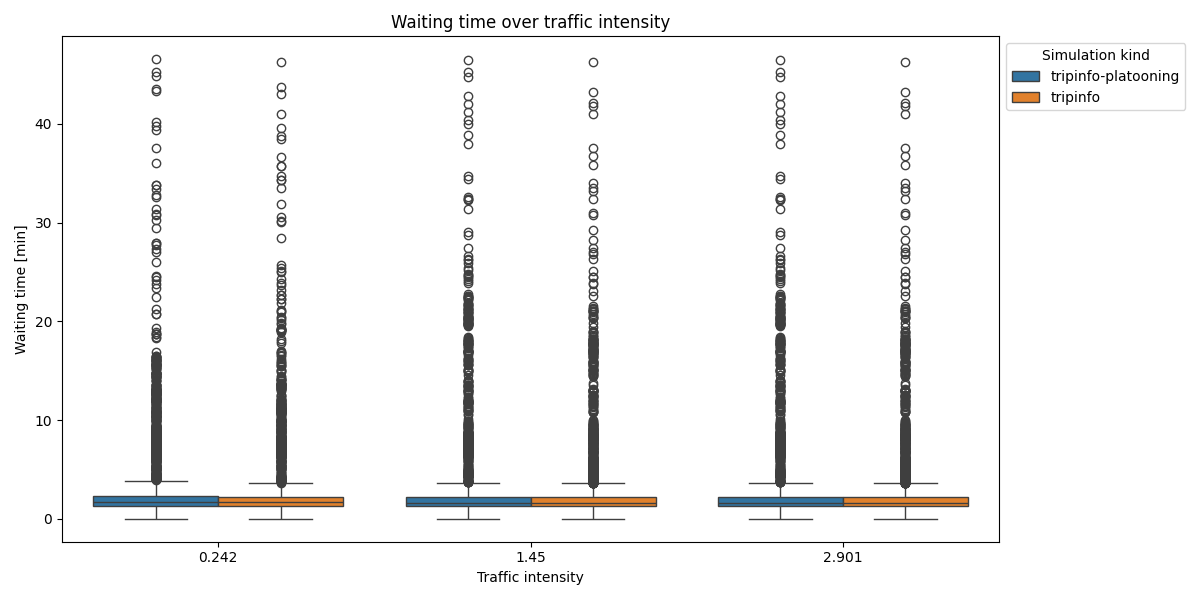 Waiting time over traffic intensity
Simulation kind
tripinfo-platooning
tripinfo
Waiting time [min]
40
30
20
10
0
0.242
1.45
2.901
Traffic intensity